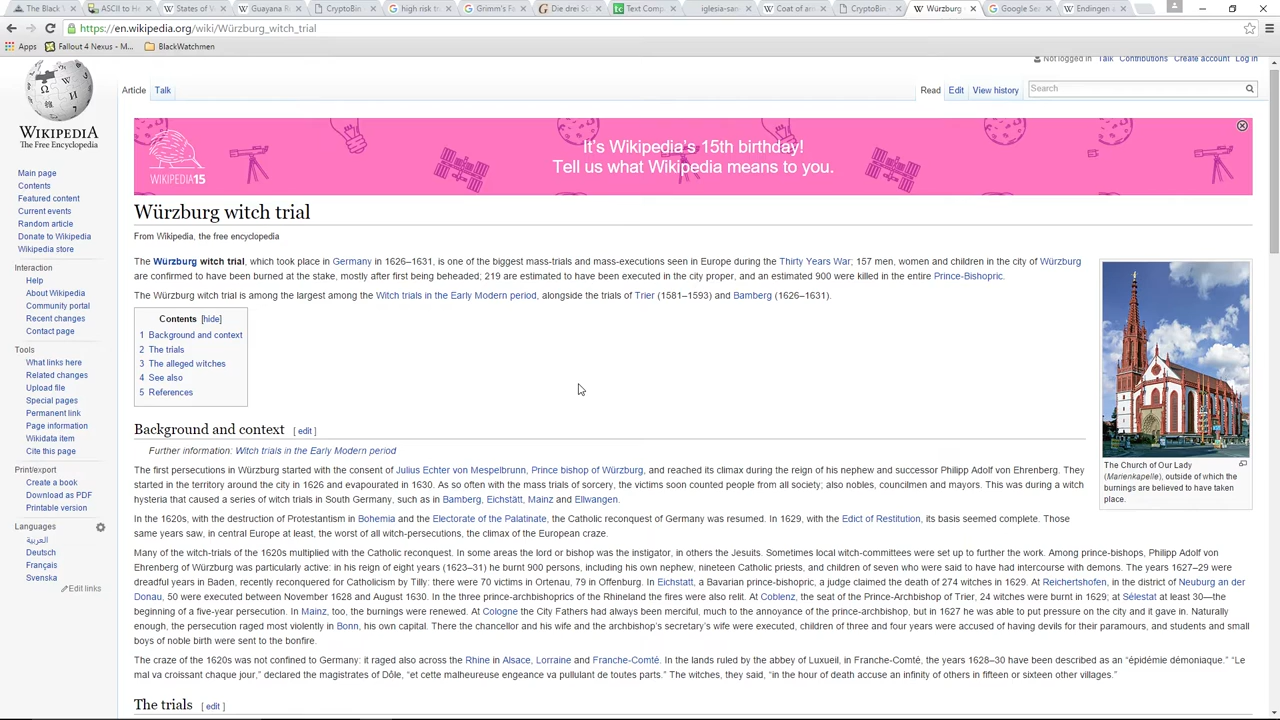 The Black W
ASCII to He
States of V
Guayana R
CryptoBin
high risk tr
Grimm's Fa
Die drei Sc
Text Compa
iglesia-san
Coat of arm
CryptoBin
Würzburg
Google Sea
Endingen a
https://en.wikipedia.org/wiki/Würzburg_witch_trial
Apps Fallout 4 Nexus - M... BlackWatchmen
Not logged in Talk Contributions Create account Log in
Article Talk Read Edit View history Search
WIKIPEDIA
The Free Encyclopedia
Main page
Contents
Featured content
Current events
Random article
Donate to Wikipedia
Wikipedia store
Interaction
Help
About Wikipedia
Community portal
Recent changes
Contact page
Tools
What links here
Related changes
Upload file
Special pages
Permanent link
Page information
Wikidata item
Cite this page
Print/export
Create a book
Download as PDF
Printable version
Languages
العربية
Deutsch
Français
Svenska
Edit links
It's Wikipedia's 15th birthday!
Tell us what Wikipedia means to you.
WIKIPEDIA15
Würzburg witch trial
From Wikipedia, the free encyclopedia
The Würzburg witch trial, which took place in Germany in 1626–1631, is one of the biggest mass-trials and mass-executions seen in Europe during the Thirty Years War; 157 men, women and children in the city of Würzburg
are confirmed to have been burned at the stake, mostly after first being beheaded; 219 are estimated to have been executed in the city proper, and an estimated 900 were killed in the entire Prince-Bishopric.
The Würzburg witch trial is among the largest among the Witch trials in the Early Modern period, alongside the trials of Trier (1581–1593) and Bamberg (1626–1631).
Contents [hide]
1 Background and context
2 The trials
3 The alleged witches
4 See also
5 References
The Church of Our Lady
(Marienkapelle), outside of which the
burnings are believed to have taken
place.
Background and context [ edit ]
Further information: Witch trials in the Early Modern period
The first persecutions in Würzburg started with the consent of Julius Echter von Mespelbrunn, Prince bishop of Würzburg, and reached its climax during the reign of his nephew and successor Philipp Adolf von Ehrenberg. They
started in the territory around the city in 1626 and evapourated in 1630. As so often with the mass trials of sorcery, the victims soon counted people from all society; also nobles, councilmen and mayors. This was during a witch
hysteria that caused a series of witch trials in South Germany, such as in Bamberg, Eichstätt, Mainz and Ellwangen.
In the 1620s, with the destruction of Protestantism in Bohemia and the Electorate of the Palatinate, the Catholic reconquest of Germany was resumed. In 1629, with the Edict of Restitution, its basis seemed complete. Those
same years saw, in central Europe at least, the worst of all witch-persecutions, the climax of the European craze.
Many of the witch-trials of the 1620s multiplied with the Catholic reconquest. In some areas the lord or bishop was the instigator, in others the Jesuits. Sometimes local witch-committees were set up to further the work. Among prince-bishops, Philipp Adolf von
Ehrenberg of Würzburg was particularly active: in his reign of eight years (1623–31) he burnt 900 persons, including his own nephew, nineteen Catholic priests, and children of seven who were said to have had intercourse with demons. The years 1627–29 were
dreadful years in Baden, recently reconquered for Catholicism by Tilly: there were 70 victims in Ortenau, 79 in Offenburg. In Eichstatt, a Bavarian prince-bishopric, a judge claimed the death of 274 witches in 1629. At Reichertshofen, in the district of Neuburg an der
Donau, 50 were executed between November 1628 and August 1630. In the three prince-archbishoprics of the Rhineland the fires were also relit. At Coblenz, the seat of the Prince-Archbishop of Trier, 24 witches were burnt in 1629; at Sélestat at least 30—the
beginning of a five-year persecution. In Mainz, too, the burnings were renewed. At Cologne the City Fathers had always been merciful, much to the annoyance of the prince-archbishop, but in 1627 he was able to put pressure on the city and it gave in. Naturally
enough, the persecution raged most violently in Bonn, his own capital. There the chancellor and his wife and the archbishop's secretary's wife were executed, children of three and four years were accused of having devils for their paramours, and students and small
boys of noble birth were sent to the bonfire.
The craze of the 1620s was not confined to Germany: it raged also across the Rhine in Alsace, Lorraine and Franche-Comté. In the lands ruled by the abbey of Luxueil, in Franche-Comté, the years 1628–30 have been described as an “épidémie démoniaque.” “Le
mal va croissant chaque jour,” declared the magistrates of Dôle, “et cette malheureuse engeance va pullulant de toutes parts.” The witches, they said, “in the hour of death accuse an infinity of others in fifteen or sixteen other villages.”
The trials [ edit ]